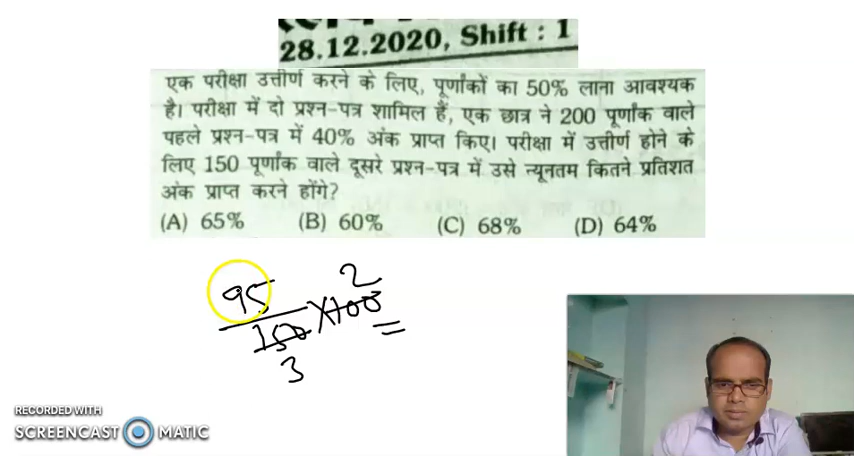 28.12.2020, Shift : 1
एक परीक्षा उत्तीर्ण करने के लिए, पूर्णांकों का 50% लाना आवश्यक
है। परीक्षा में दो प्रश्न-पत्र शामिल हैं, एक छात्र ने 200 पूर्णांक वाले
पहले प्रश्न-पत्र में 40% अंक प्राप्त किए। परीक्षा में उत्तीर्ण होने के
लिए 150 पूर्णांक वाले दूसरे प्रश्न-पत्र में उसे न्यूनतम कितने प्रतिशत
अंक प्राप्त करने होंगे?
(A) 65% (B) 60% (C) 68% (D) 64%
2
95
150 ×100 =
3
RECORDED WITH
SCREENCAST MATIC